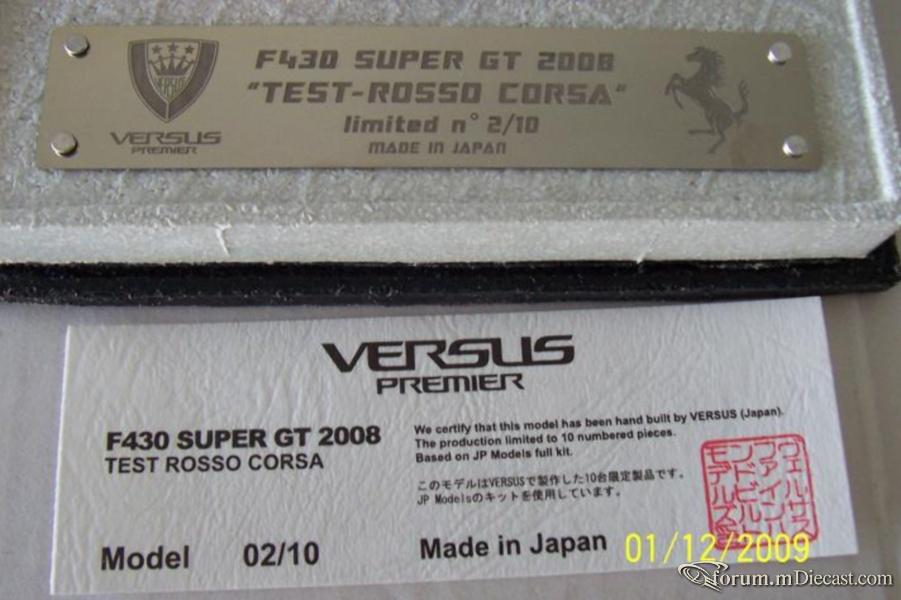 VERSUS
PREMIER
F430 SUPER GT 2008
"TEST-ROSSO CORSA"
limited n° 2/10
MADE IN JAPAN
VERSUS
PREMIER
F430 SUPER GT 2008
TEST ROSSO CORSA
We certify that this model has been hand built by VERSUS (Japan).
The production limited to 10 numbered pieces.
Based on JP Models full kit.
このモデルはVERSUSで製作した10台限定製品です。
JP Modelsのキットを使用しています。
Model 02/10
Made in Japan
01/12/2009
forum.mDiecast.com